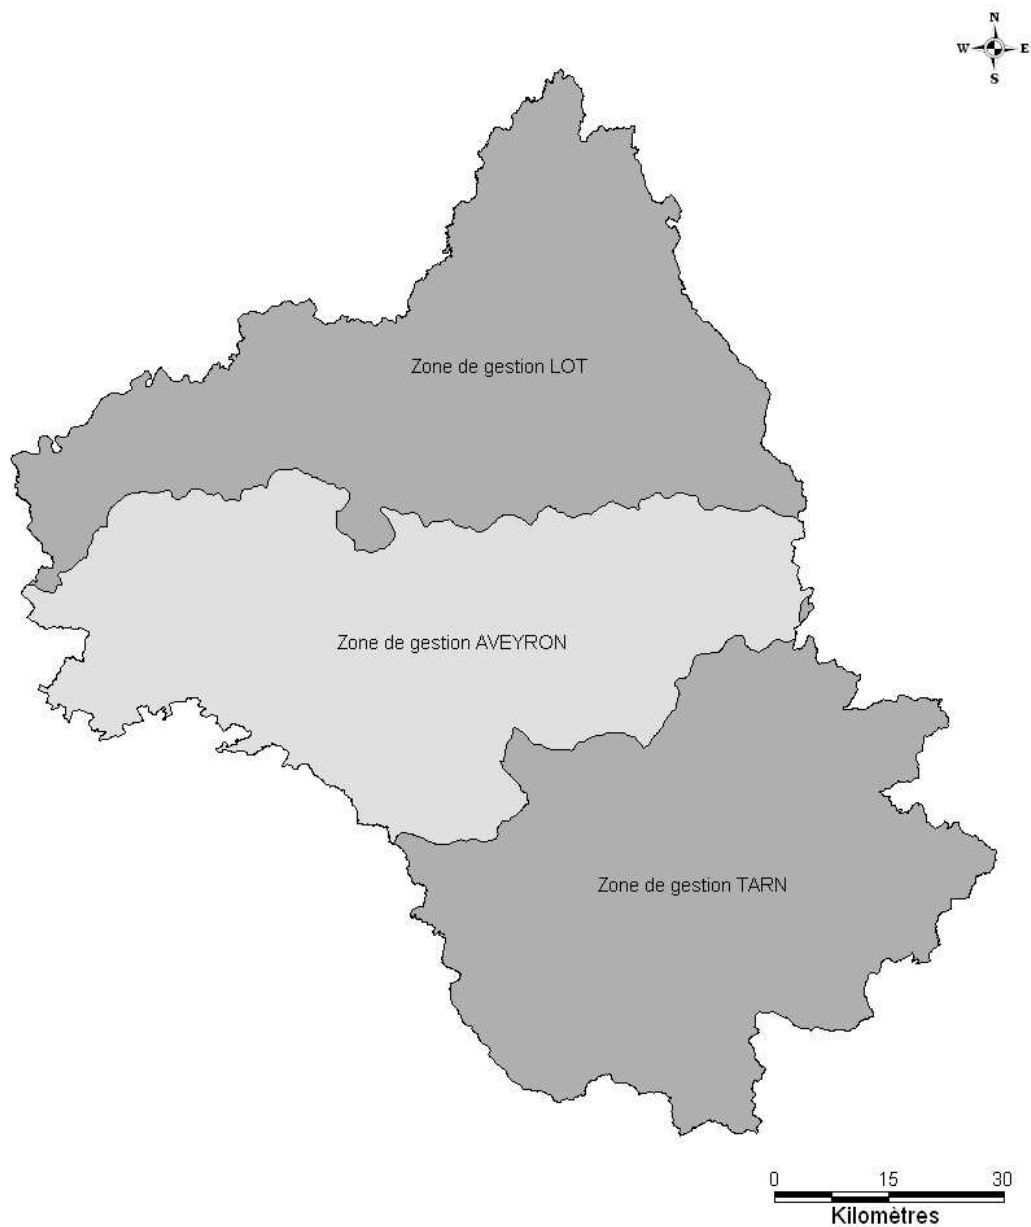 N
W E
S
Zone de gestion LOT
Zone de gestion AVEYRON
Zone de gestion TARN
0 15 30
Kilomètres